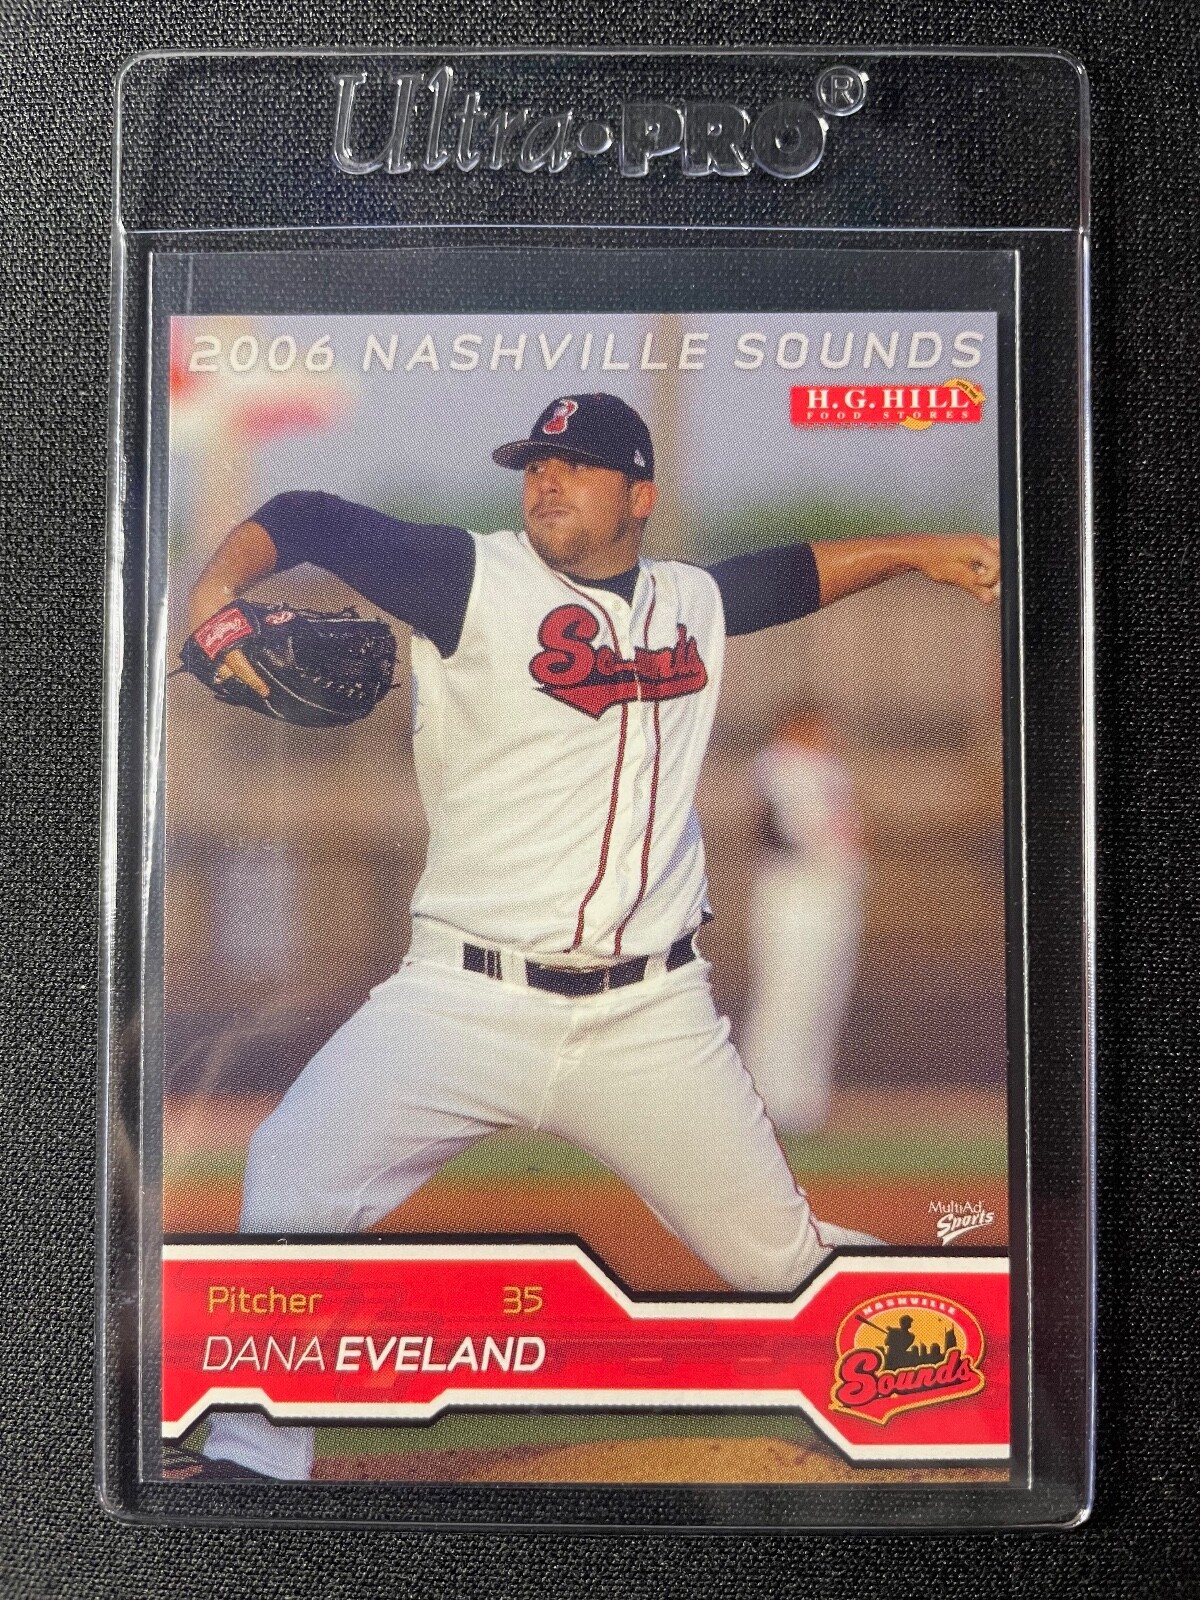 Ultra•PRO®
2006 NASHVILLE SOUNDS
H.G.HILL
FOOD STORES
Sounds
MultiAd
Sports
Pitcher 35
DANA EVELAND
NASHVILLE
Sounds